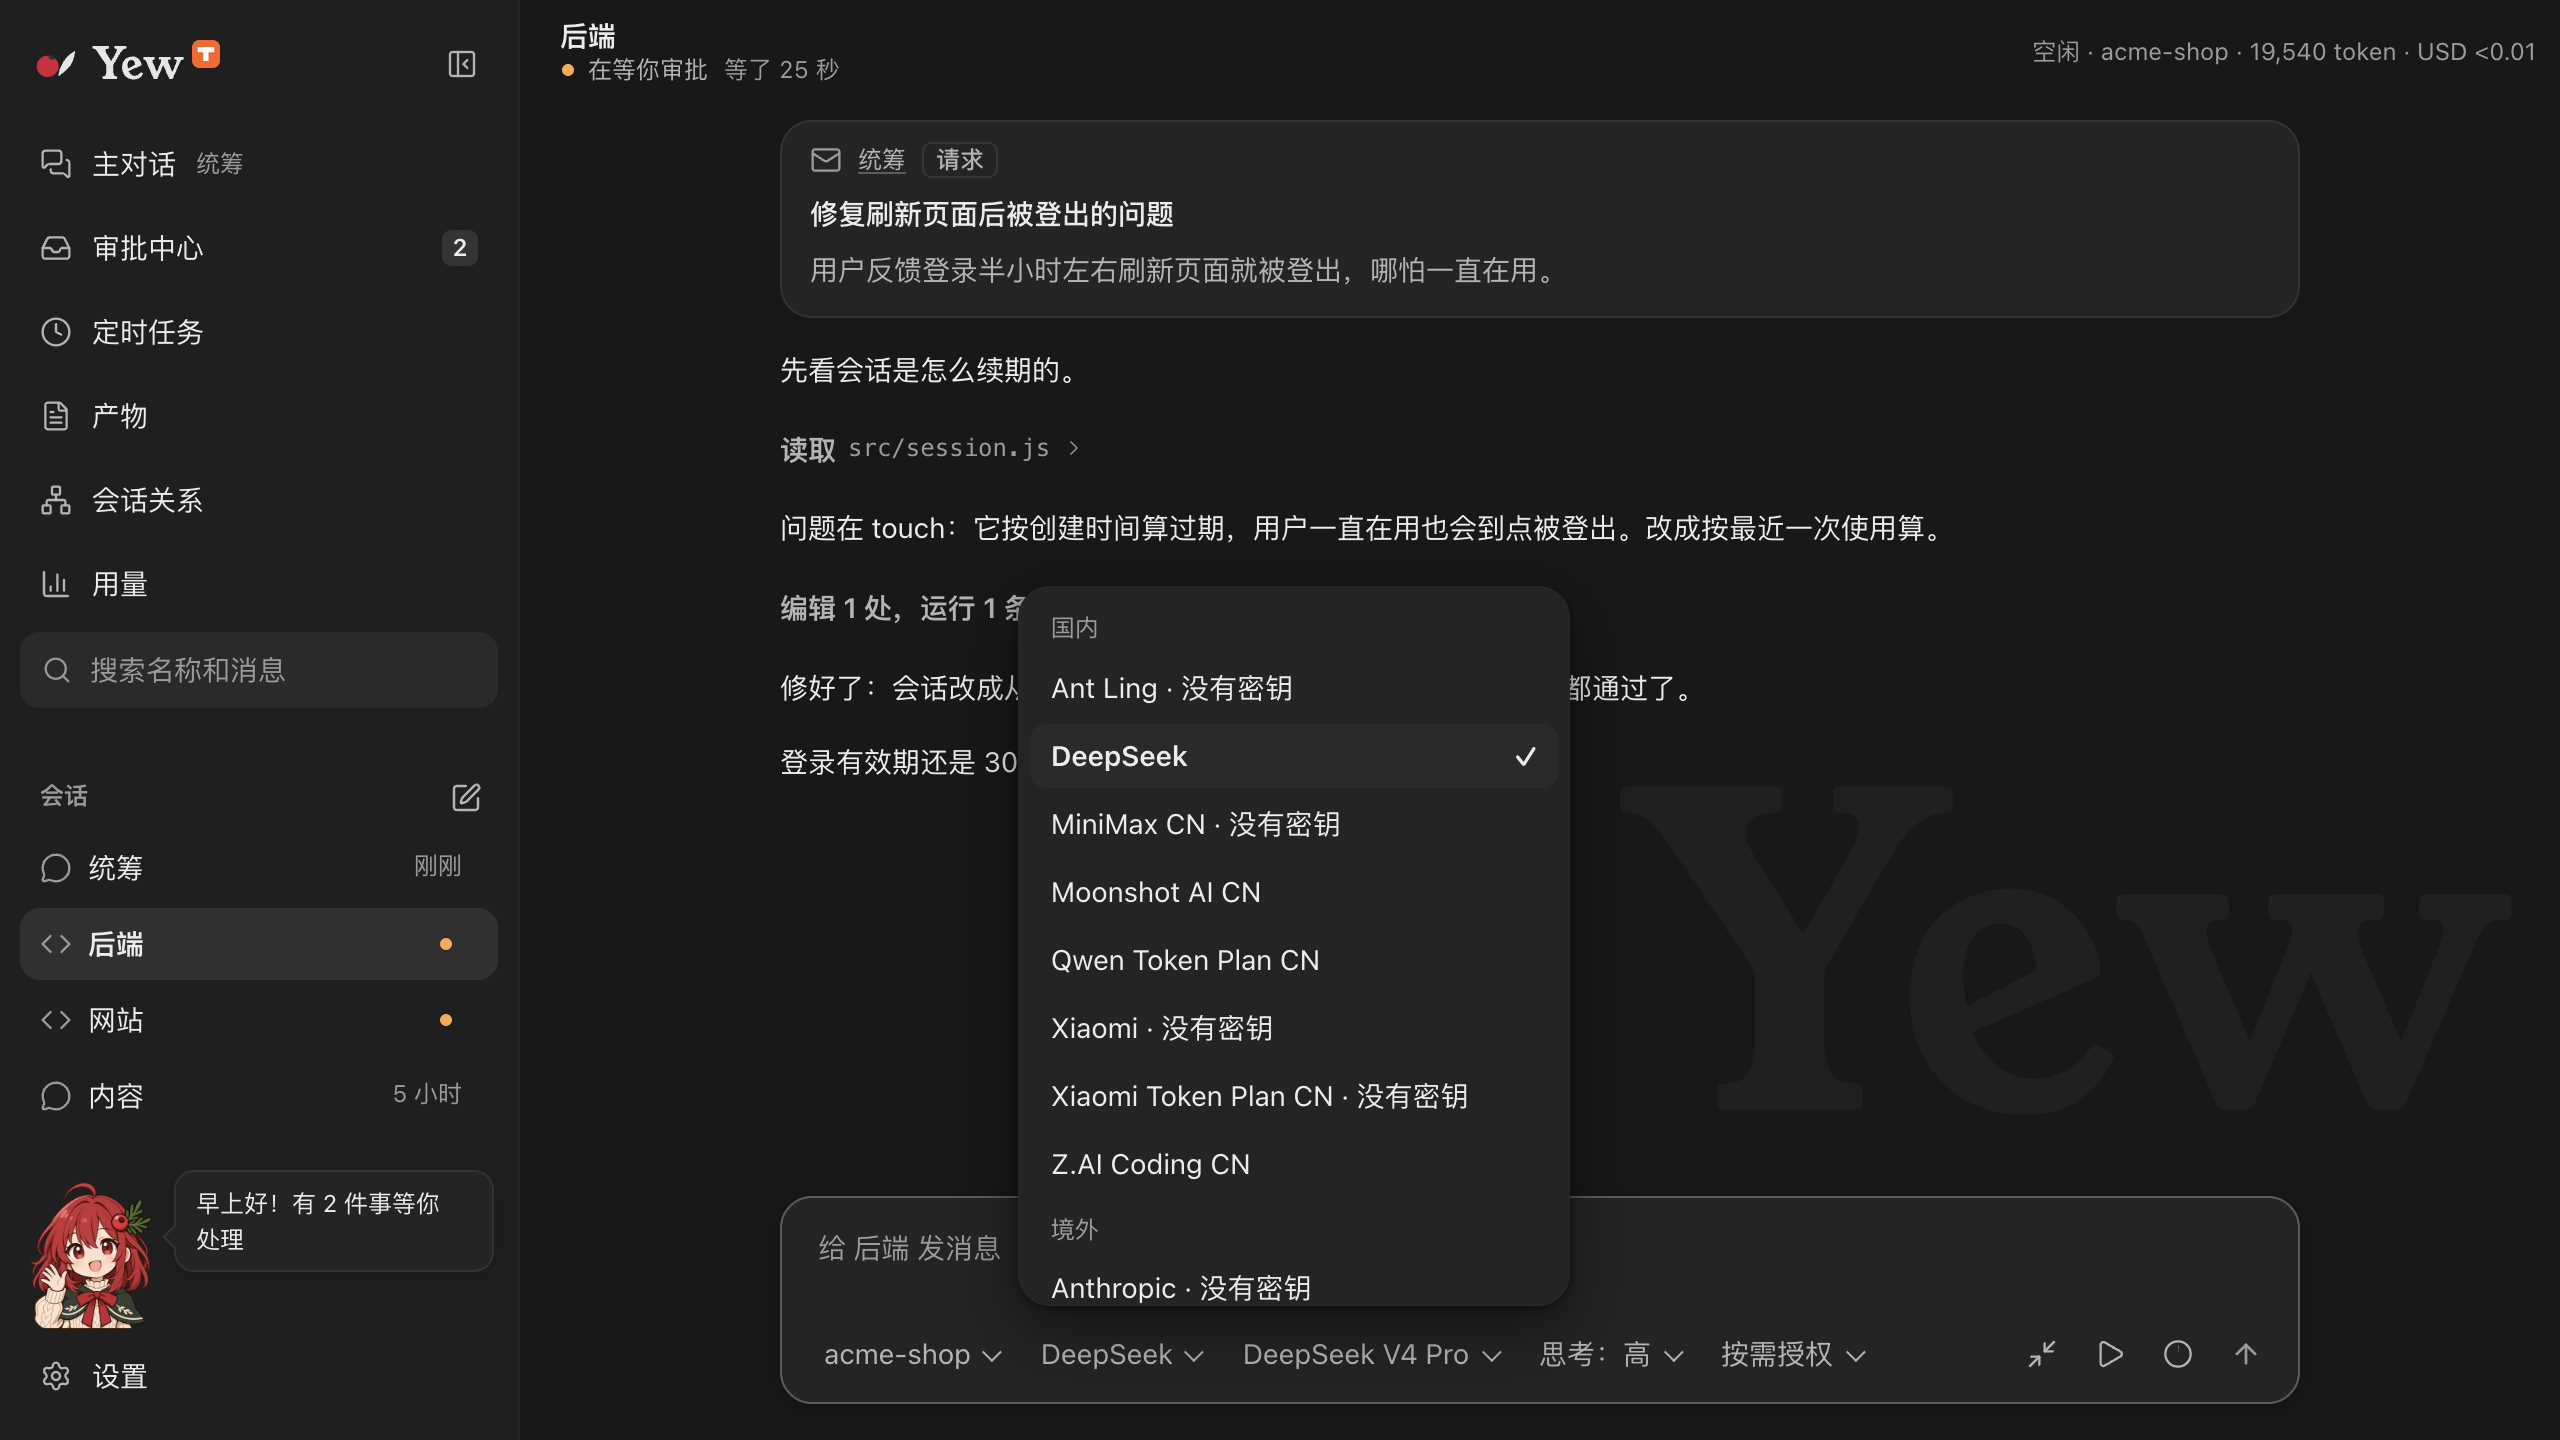 Yew T
主对话 统筹
审批中心 2
定时任务
产物
会话关系
用量
搜索名称和消息
会话
统筹 刚刚
后端
网站
内容 5 小时
早上好！有 2 件事等你
处理
设置
后端
在等你审批 等了 25 秒
空闲 · acme-shop · 19,540 token · USD <0.01
统筹 请求
修复刷新页面后被登出的问题
用户反馈登录半小时左右刷新页面就被登出，哪怕一直在用。
先看会话是怎么续期的。
读取 src/session.js
问题在 touch：它按创建时间算过期，用户一直在用也会到点被登出。改成按最近一次使用算。
编辑 1 处，运行 1 条
修好了：会话改成 都通过了。
登录有效期还是 30
国内
Ant Ling · 没有密钥
DeepSeek
MiniMax CN · 没有密钥
Moonshot AI CN
Qwen Token Plan CN
Xiaomi · 没有密钥
Xiaomi Token Plan CN · 没有密钥
Z.AI Coding CN
境外
Anthropic · 没有密钥
Yew
给 后端 发消息
acme-shop DeepSeek DeepSeek V4 Pro 思考：高 按需授权